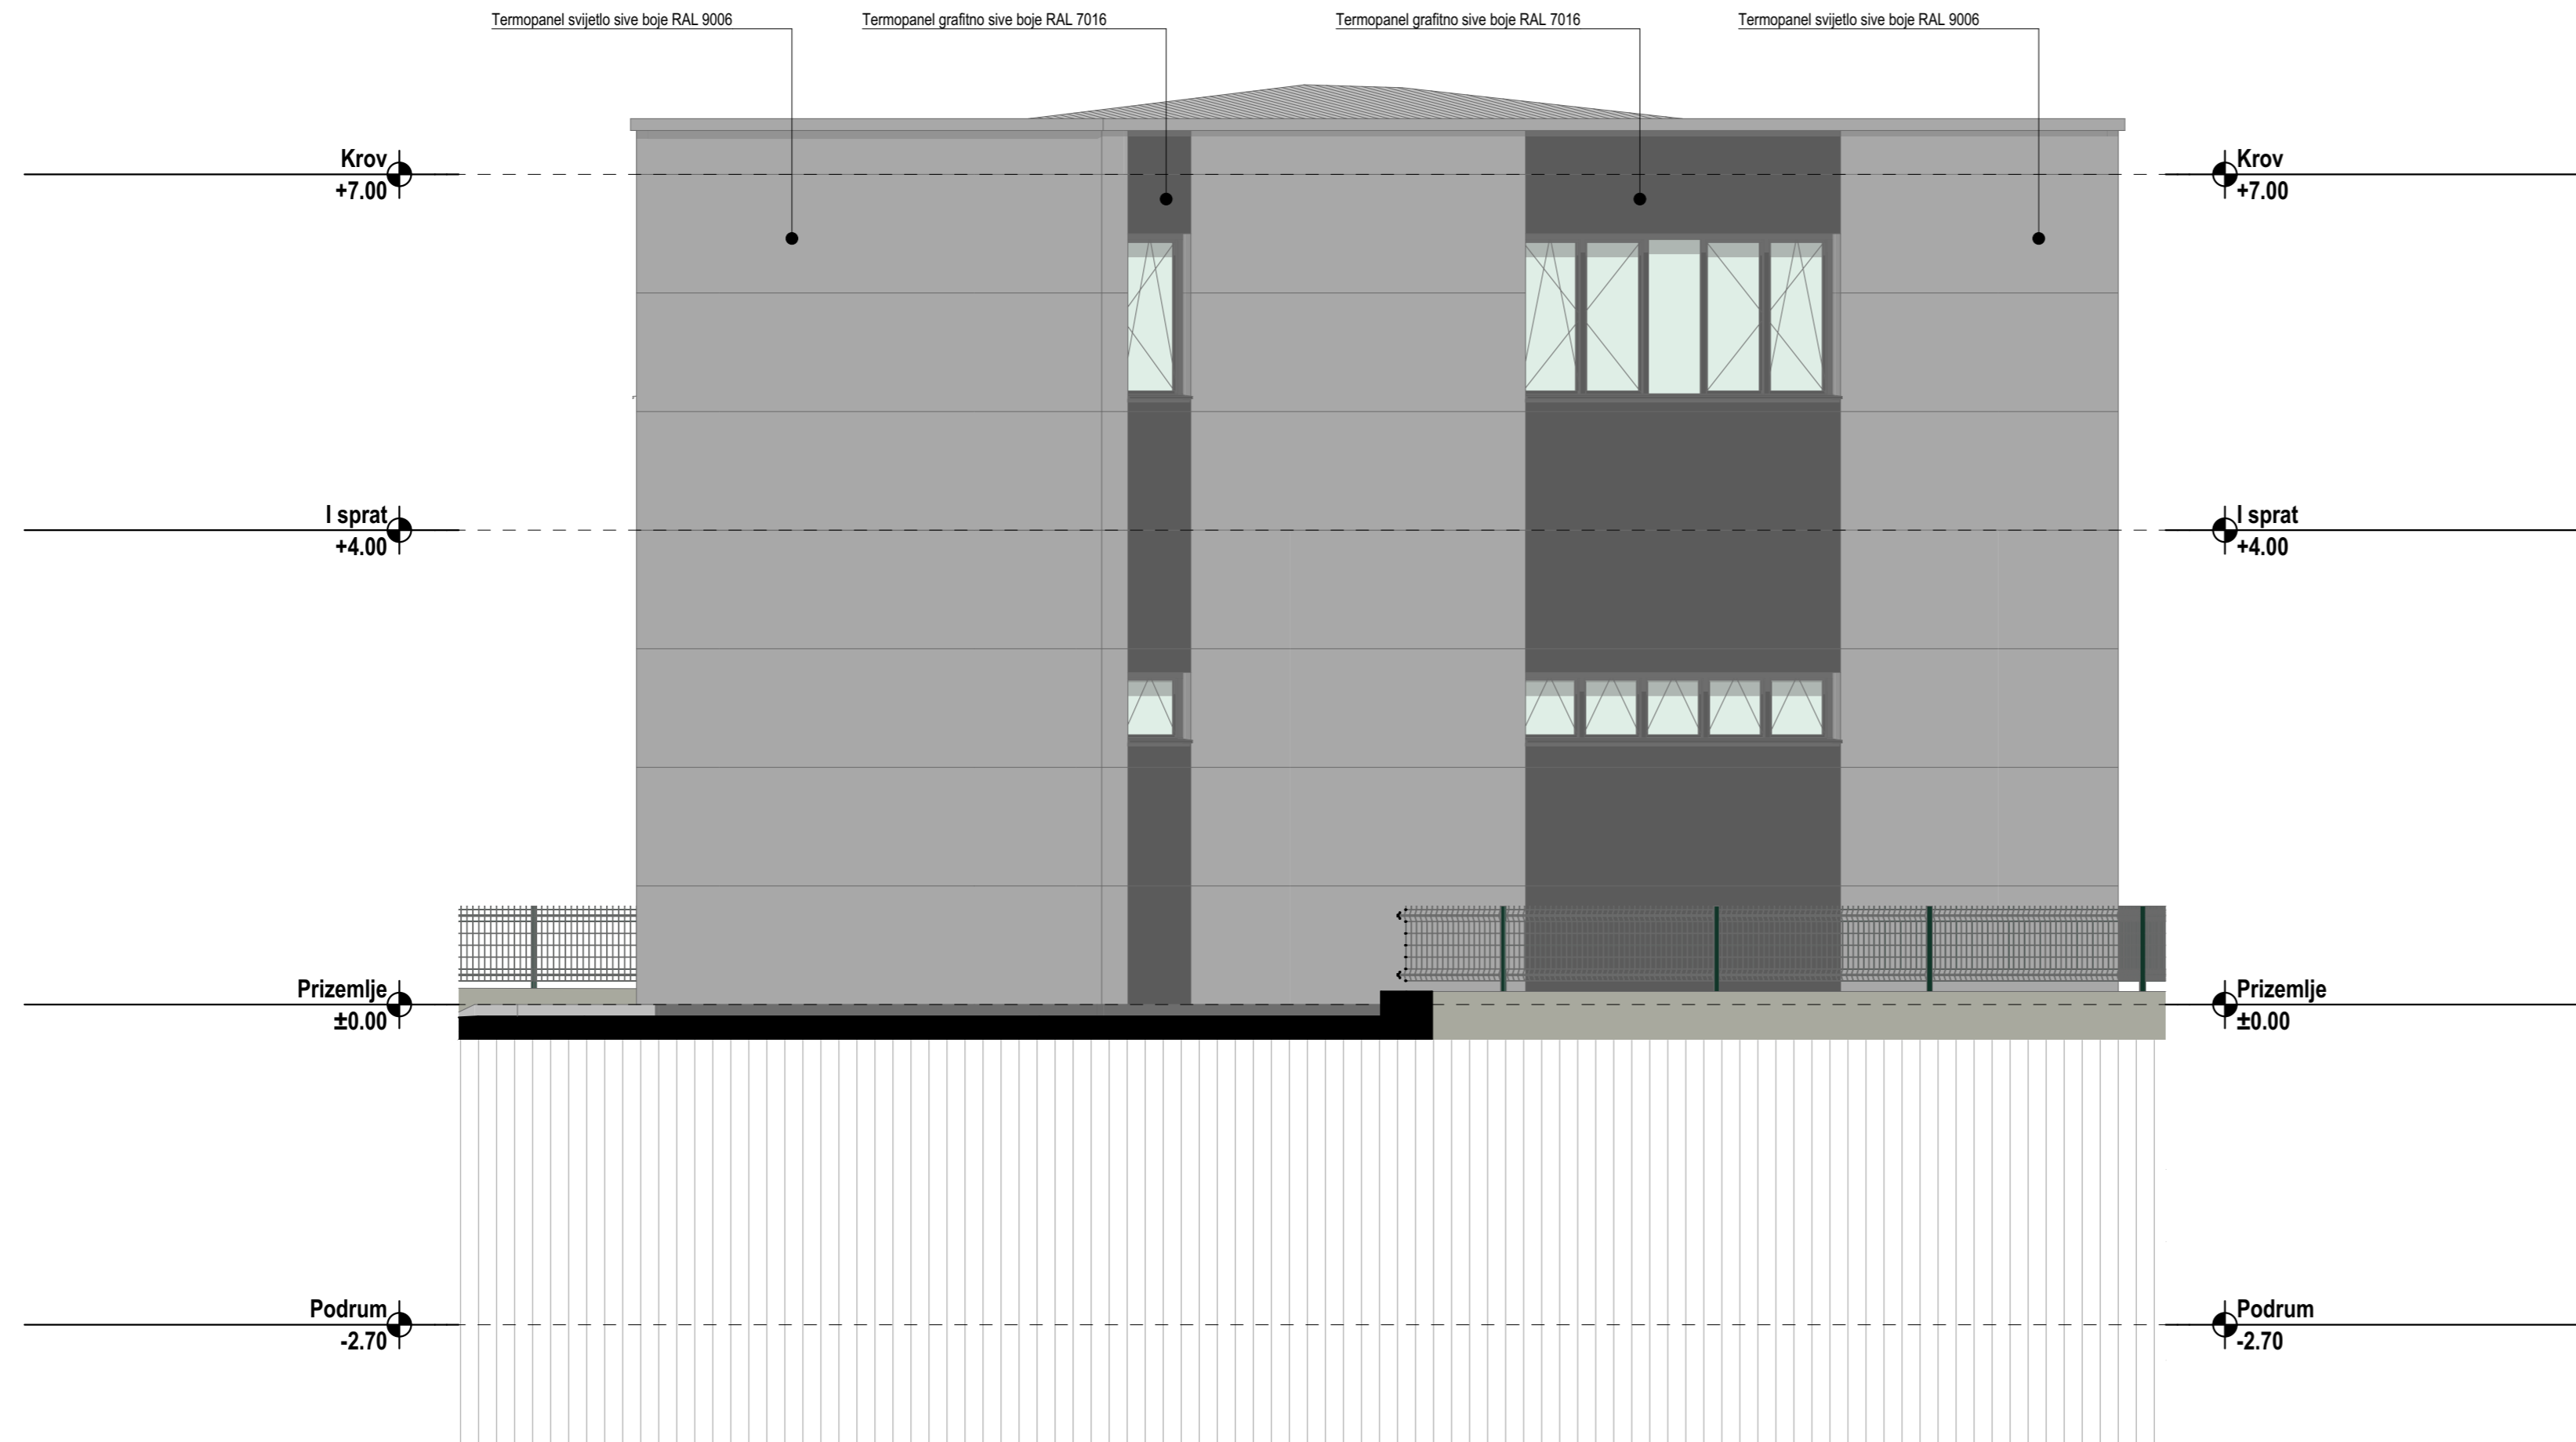 Termopanel svijetlo sive boje RAL 9006
Termopanel grafitno sive boje RAL 7016
Termopanel grafitno sive boje RAL 7016
Termopanel svijetlo sive boje RAL 9006
Krov
+7.00
Krov
+7.00
I sprat
+4.00
I sprat
+4.00
Prizemlje
±0.00
Prizemlje
±0.00
Podrum
-2.70
Podrum
-2.70